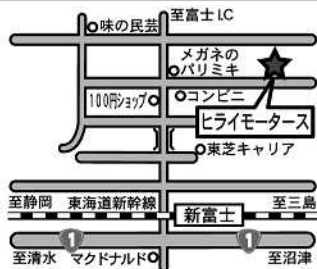 至富士I.C
味の民芸
メガネの
パリミキ
100円ショップ
コンビニ
ヒライモータース
東芝キャリア
至静岡
東海道新幹線
新富士
至三島
1
1
至清水
マクドナルド
至沼津